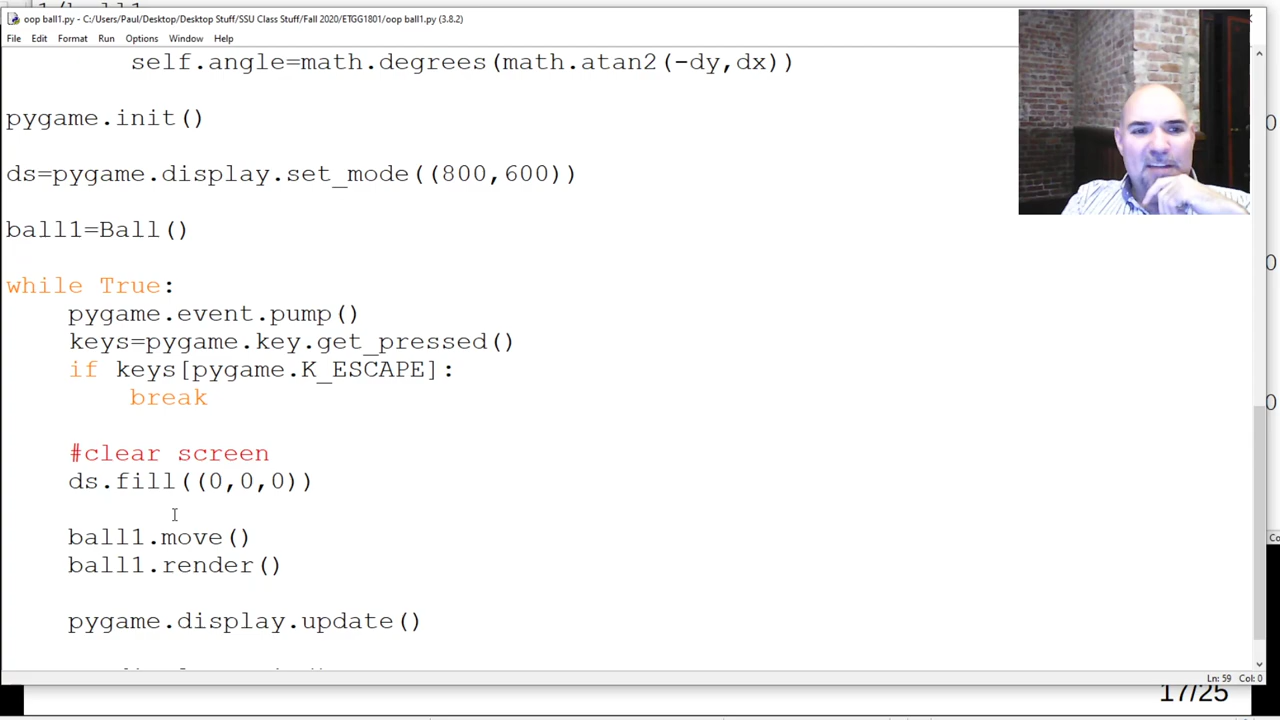 oop ball1.py - C:/Users/Paul/Desktop/Desktop Stuff/SSU Class Stuff/Fall 2020/ETGG1801/oop ball1.py (3.8.2)
File Edit Format Run Options Window Help
self.angle=math.degrees(math.atan2(-dy,dx))
pygame.init()
ds=pygame.display.set_mode((800,600))
ball1=Ball()
while True:
pygame.event.pump()
keys=pygame.key.get_pressed()
if keys[pygame.K_ESCAPE]:
break
#clear screen
ds.fill((0,0,0))
ball1.move()
ball1.render()
pygame.display.update()
Ln: 59 Col: 0
17/25